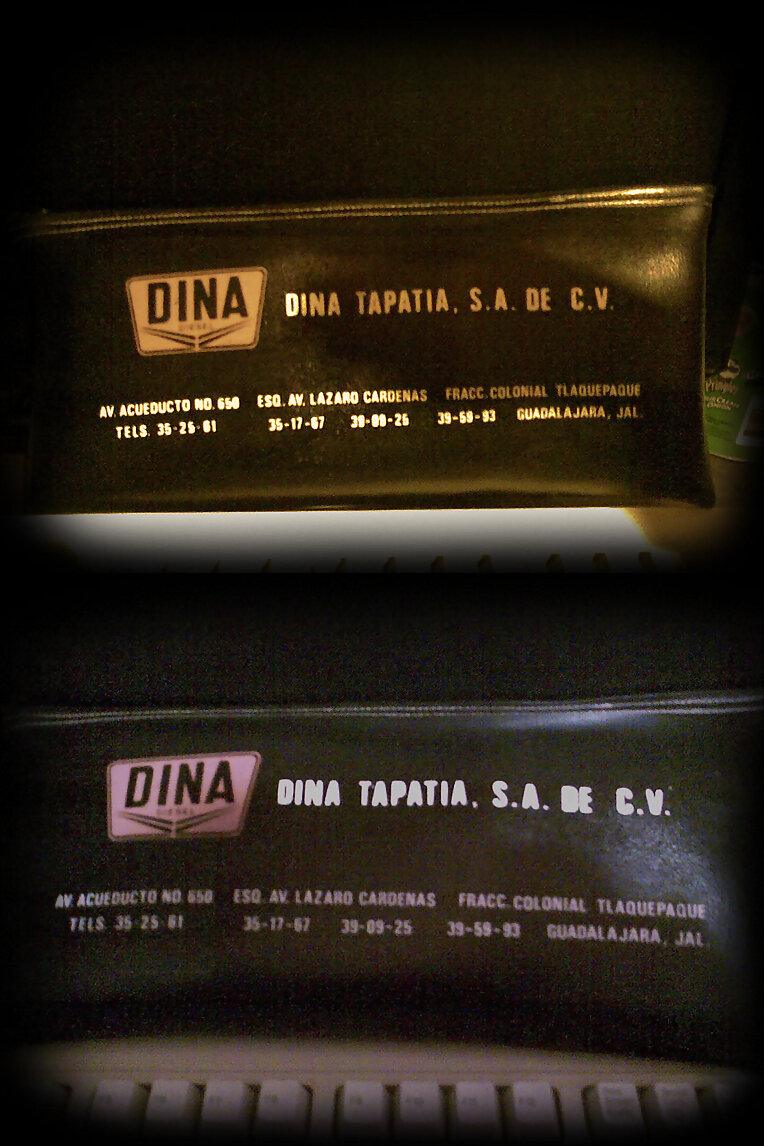 DINA
DIESEL
DINA TAPATIA, S.A. DE C.V.
AV. ACUEDUCTO NO. 650 ESQ. AV. LAZARO CARDENAS FRACC. COLONIAL TLAQUEPAQUE
TELS. 35-25-61 35-17-67 39-09-25 39-59-93 GUADALAJARA, JAL.
Pringles
DINA
DIESEL
DINA TAPATIA, S.A. DE C.V.
AV. ACUEDUCTO NO. 650 ESQ. AV. LAZARO CARDENAS FRACC. COLONIAL TLAQUEPAQUE
TELS. 35-25-61 35-17-67 39-09-25 39-59-93 GUADALAJARA, JAL.